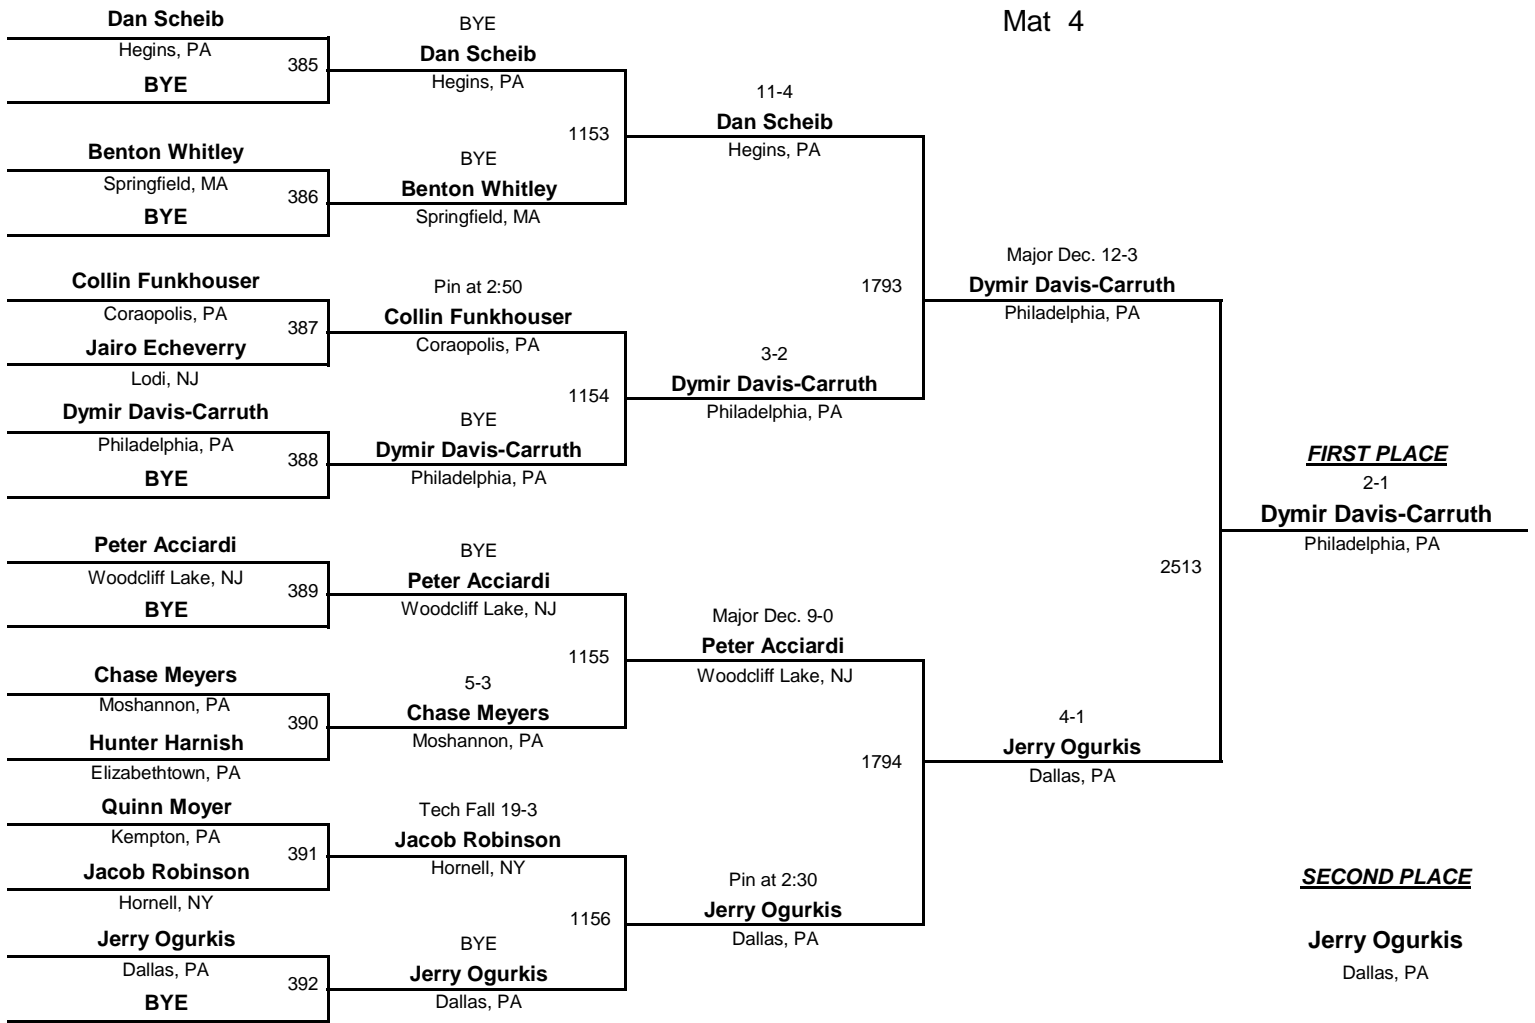 Mat 4
Dan Scheib
Hegins, PA
385
BYE
Benton Whitley
Springfield, MA
386
BYE
Collin Funkhouser
Coraopolis, PA
387
Jairo Echeverry
Lodi, NJ
Dymir Davis-Carruth
Philadelphia, PA
388
BYE
Peter Acciardi
Woodcliff Lake, NJ
389
BYE
Chase Meyers
Moshannon, PA
390
Hunter Harnish
Elizabethtown, PA
Quinn Moyer
Kempton, PA
391
Jacob Robinson
Hornell, NY
Jerry Ogurkis
Dallas, PA
392
BYE
BYE
Dan Scheib
Hegins, PA
1153
BYE
Benton Whitley
Springfield, MA
Pin at 2:50
Collin Funkhouser
Coraopolis, PA
1154
BYE
Dymir Davis-Carruth
Philadelphia, PA
BYE
Peter Acciardi
Woodcliff Lake, NJ
1155
5-3
Chase Meyers
Moshannon, PA
Tech Fall 19-3
Jacob Robinson
Hornell, NY
1156
BYE
Jerry Ogurkis
Dallas, PA
11-4
Dan Scheib
Hegins, PA
1793
3-2
Dymir Davis-Carruth
Philadelphia, PA
Major Dec. 9-0
Peter Acciardi
Woodcliff Lake, NJ
1794
Pin at 2:30
Jerry Ogurkis
Dallas, PA
Major Dec. 12-3
Dymir Davis-Carruth
Philadelphia, PA
2513
4-1
Jerry Ogurkis
Dallas, PA
FIRST PLACE
2-1
Dymir Davis-Carruth
Philadelphia, PA
SECOND PLACE
Jerry Ogurkis
Dallas, PA